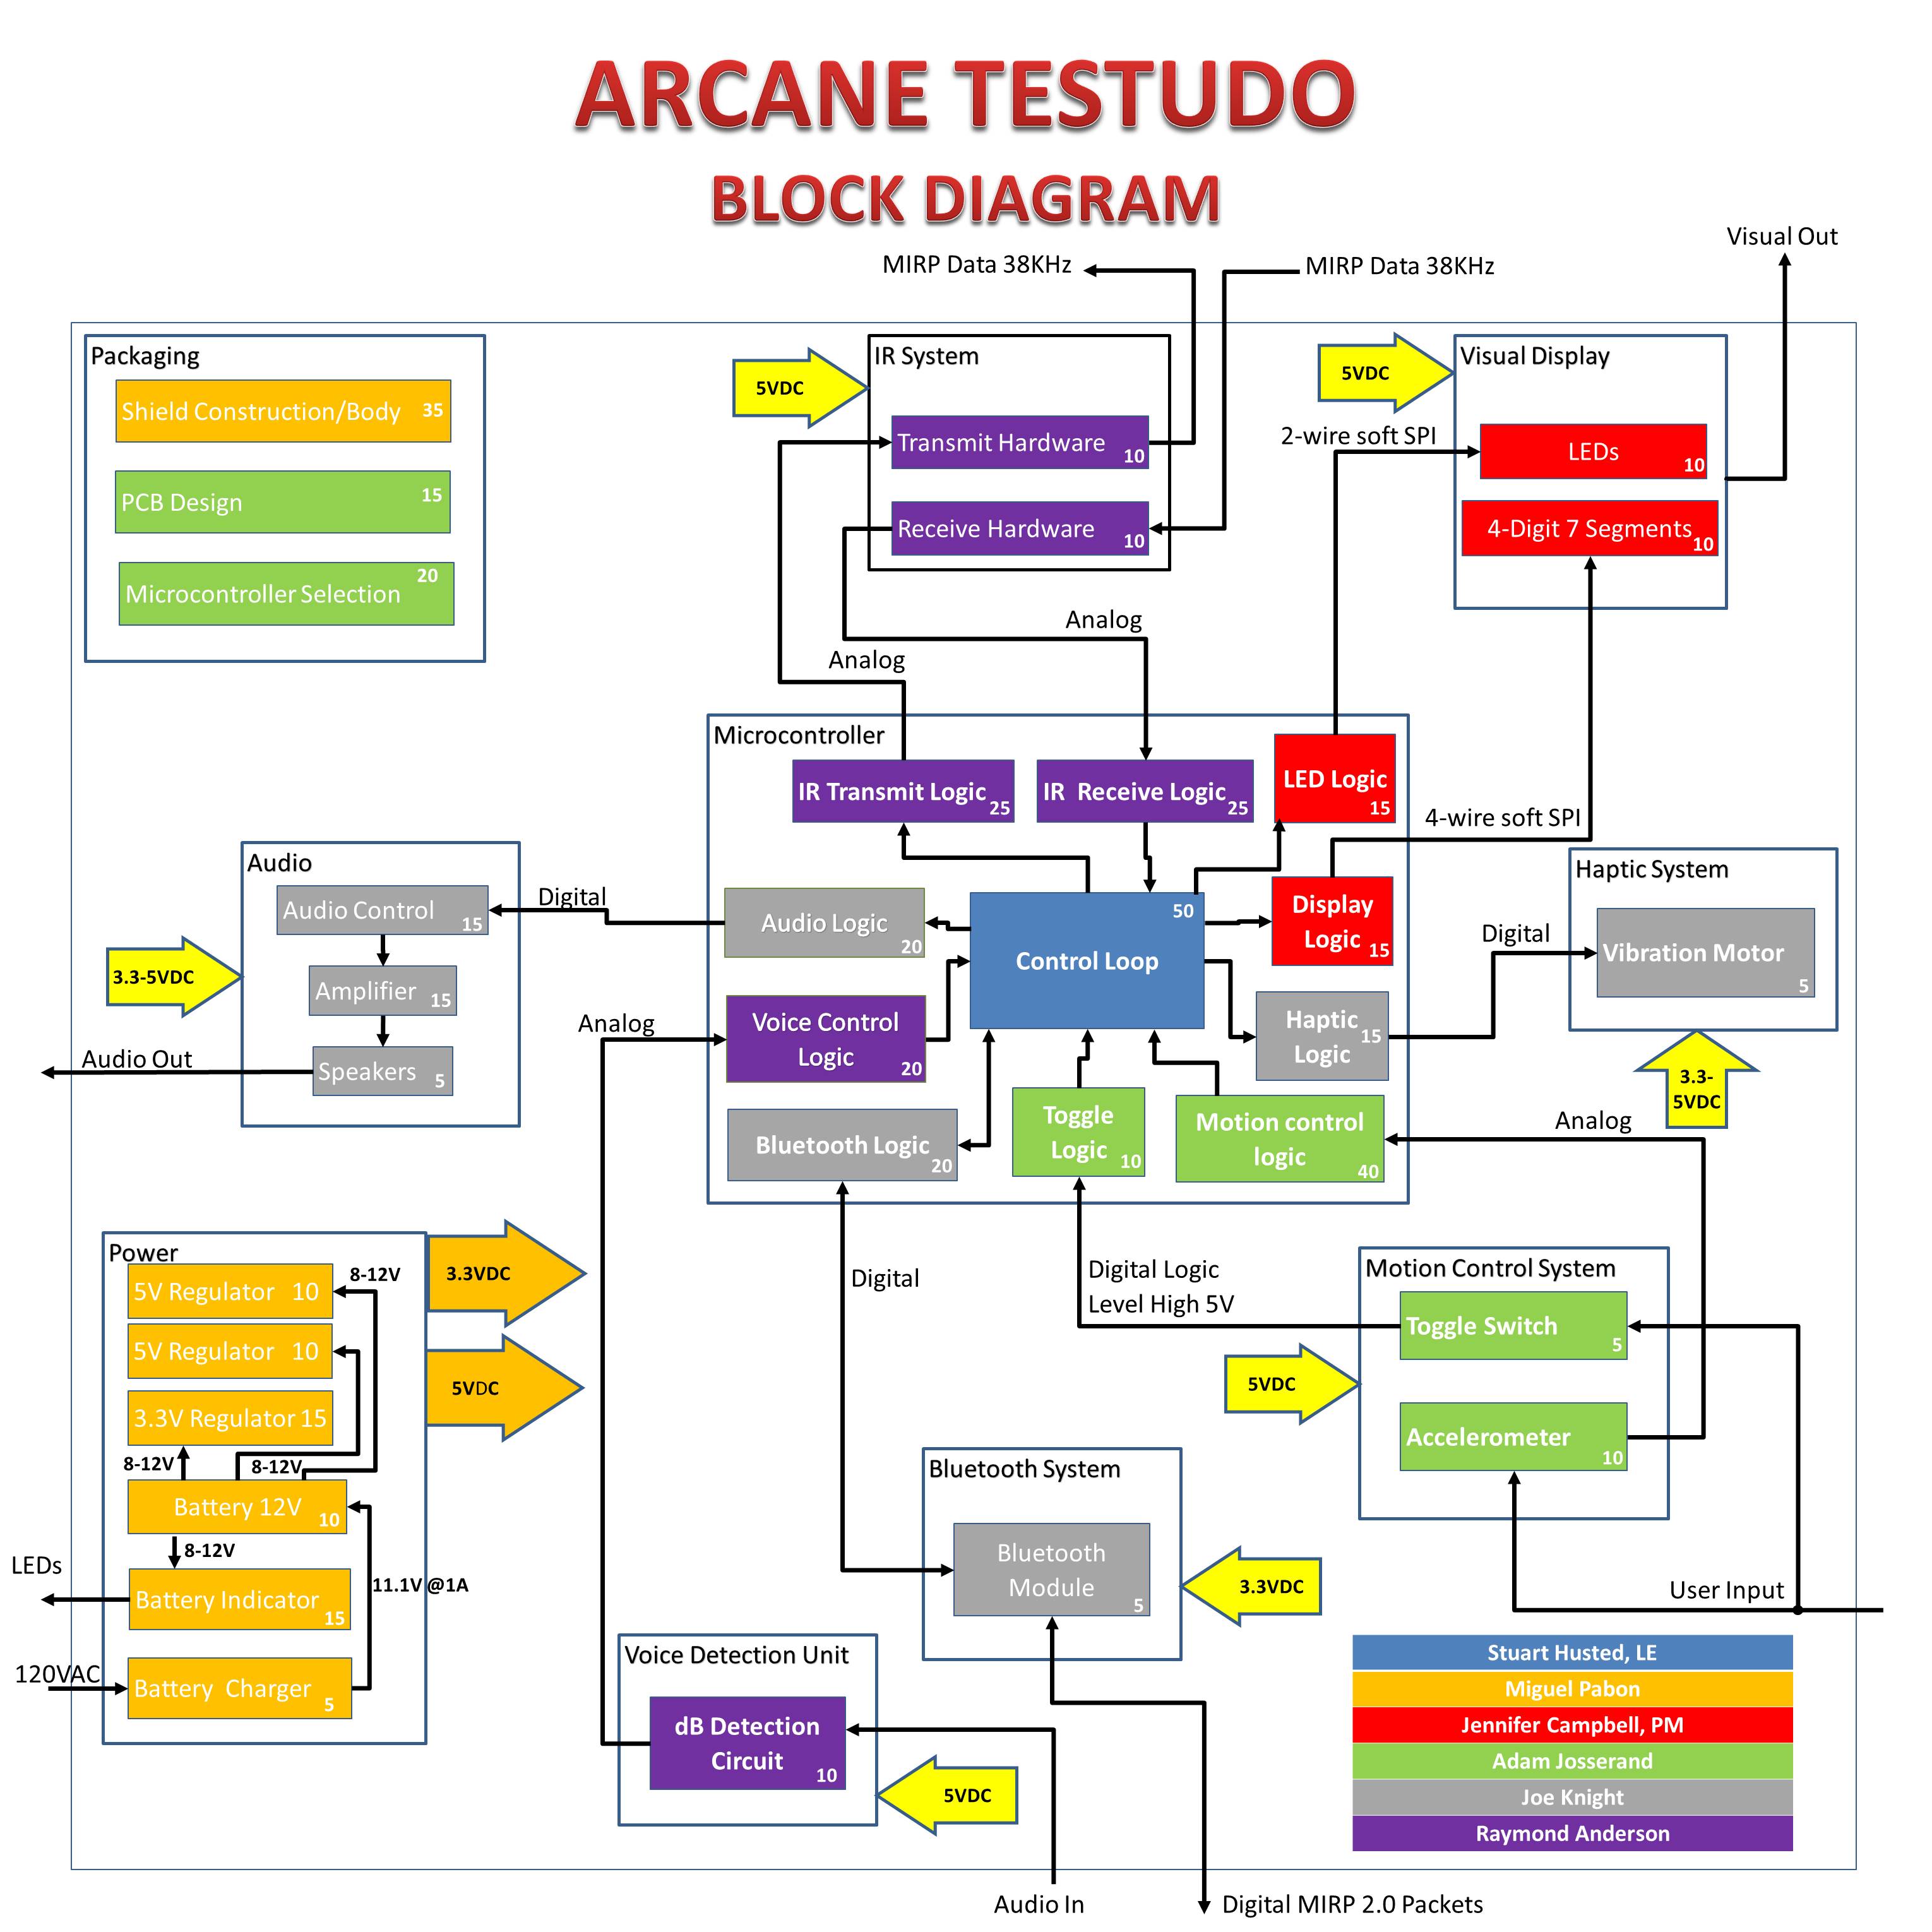 ARCANE TESTUDO
BLOCK DIAGRAM
Visual Out
MIRP Data 38KHz
MIRP Data 38KHz
Packaging
Shield Construction/Body 35
PCB Design 15
Microcontroller Selection 20
5VDC
IR System
Transmit Hardware 10
Receive Hardware 10
5VDC
Visual Display
2-wire soft SPI
LEDs 10
4-Digit 7 Segments 10
Analog
Analog
Microcontroller
IR Transmit Logic 25
IR Receive Logic 25
LED Logic
15
4-wire soft SPI
Audio
Audio Control 15
Amplifier 15
Speakers 5
3.3-5VDC
Audio Out
Digital
Audio Logic 20
50
Control Loop
Display
Logic 15
Haptic System
Vibration Motor
5
Digital
3.3-
5VDC
Analog
Voice Control
Logic
20
Haptic
Logic
15
Bluetooth Logic 20
Toggle
Logic 10
Motion control
logic
40
Analog
Power
5V Regulator 10
5V Regulator 10
3.3V Regulator 15
8-12V
8-12V
8-12V
Battery 12V 10
8-12V
Battery Indicator 15
11.1V @1A
Battery Charger 5
LEDs
120VAC
3.3VDC
5VDC
Digital
Digital Logic
Level High 5V
Motion Control System
Toggle Switch 5
Accelerometer 10
5VDC
User Input
Bluetooth System
Bluetooth
Module
5
3.3VDC
Voice Detection Unit
dB Detection
Circuit
10
5VDC
Audio In
Digital MIRP 2.0 Packets
Stuart Husted, LE
Miguel Pabon
Jennifer Campbell, PM
Adam Josserand
Joe Knight
Raymond Anderson